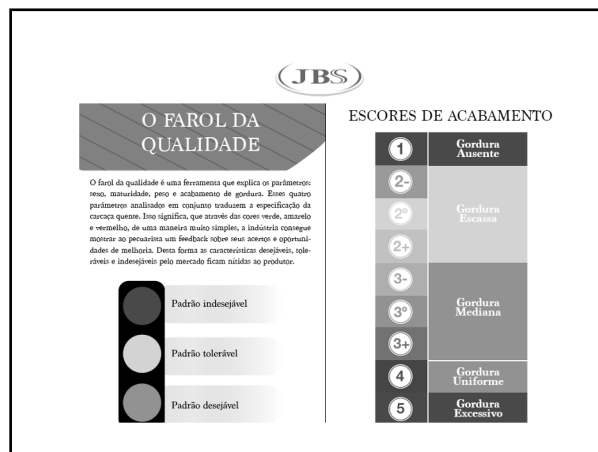 JBS
O FAROL DA
QUALIDADE
O farol da qualidade é uma ferramenta que explica os parâmetros:
sexo, maturidade, peso e acabamento de gordura. Esses quatro
parâmetros analisados em conjunto traduzem a especificação da
carcaça quente. Isso significa, que através das cores verde, amarelo
e vermelho, de uma maneira muito simples, a indústria consegue
mostrar ao pecuarista um feedback sobre seus acertos e oportuni-
dades de melhoria. Desta forma as características desejáveis, tole-
ráveis e indesejáveis pelo mercado ficam nítidas ao produtor.
Padrão indesejável
Padrão tolerável
Padrão desejável
ESCORES DE ACABAMENTO
1 Gordura
Ausente
2-
2º Gordura
Escassa
2+
3-
3º Gordura
Mediana
3+
4 Gordura
Uniforme
5 Gordura
Excessivo